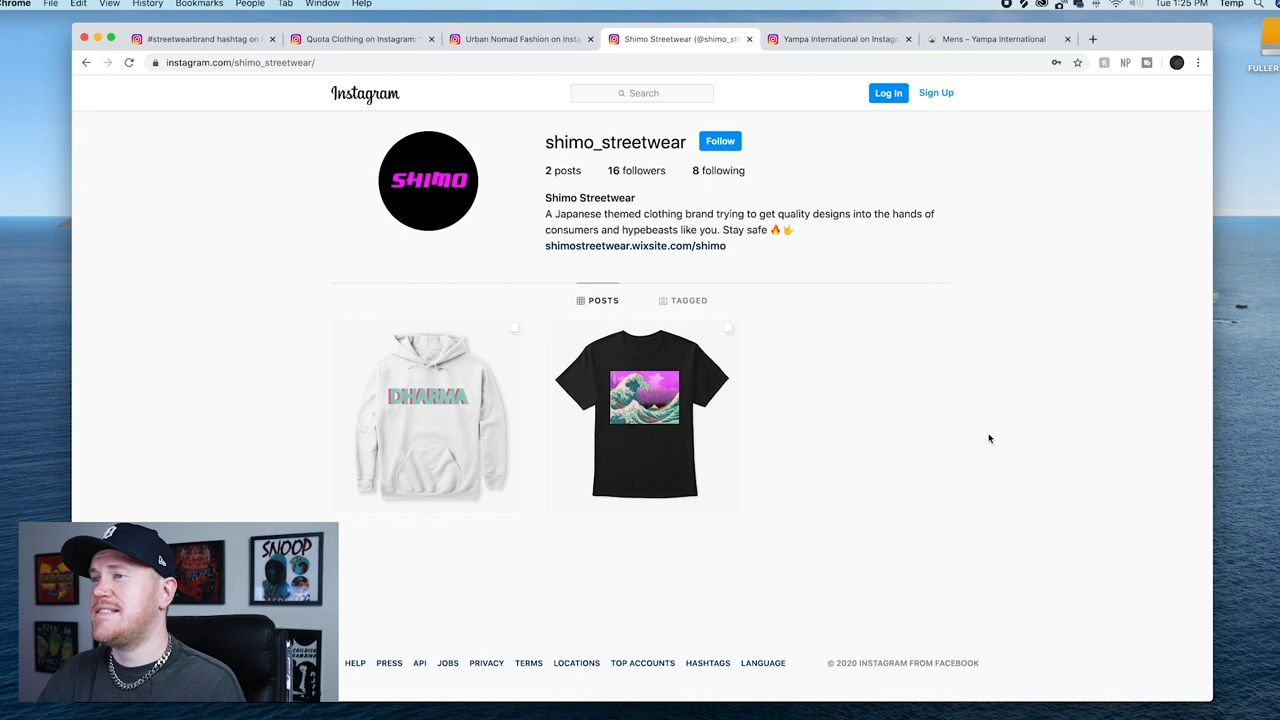 Chrome File Edit View History Bookmarks People Tab Window Help Tue 1:25 PM Temp
#streetwearbrand hashtag on I
Quota Clothing on Instagram: "
Urban Nomad Fashion on Insta
Shimo Streetwear (@shimo_st
Yampa International on Instagr
Mens – Yampa International
instagram.com/shimo_streetwear/
NP
FULLER
Instagram
Search
Log In
Sign Up
SHIMO
shimo_streetwear
Follow
2 posts 16 followers 8 following
Shimo Streetwear
A Japanese themed clothing brand trying to get quality designs into the hands of
consumers and hypebeasts like you. Stay safe 🔥🤟
shimostreetwear.wixsite.com/shimo
POSTS TAGGED
DHARMA
SNOOP
CHILDISH
GAMBINO
HELP PRESS API JOBS PRIVACY TERMS LOCATIONS TOP ACCOUNTS HASHTAGS LANGUAGE
© 2020 INSTAGRAM FROM FACEBOOK